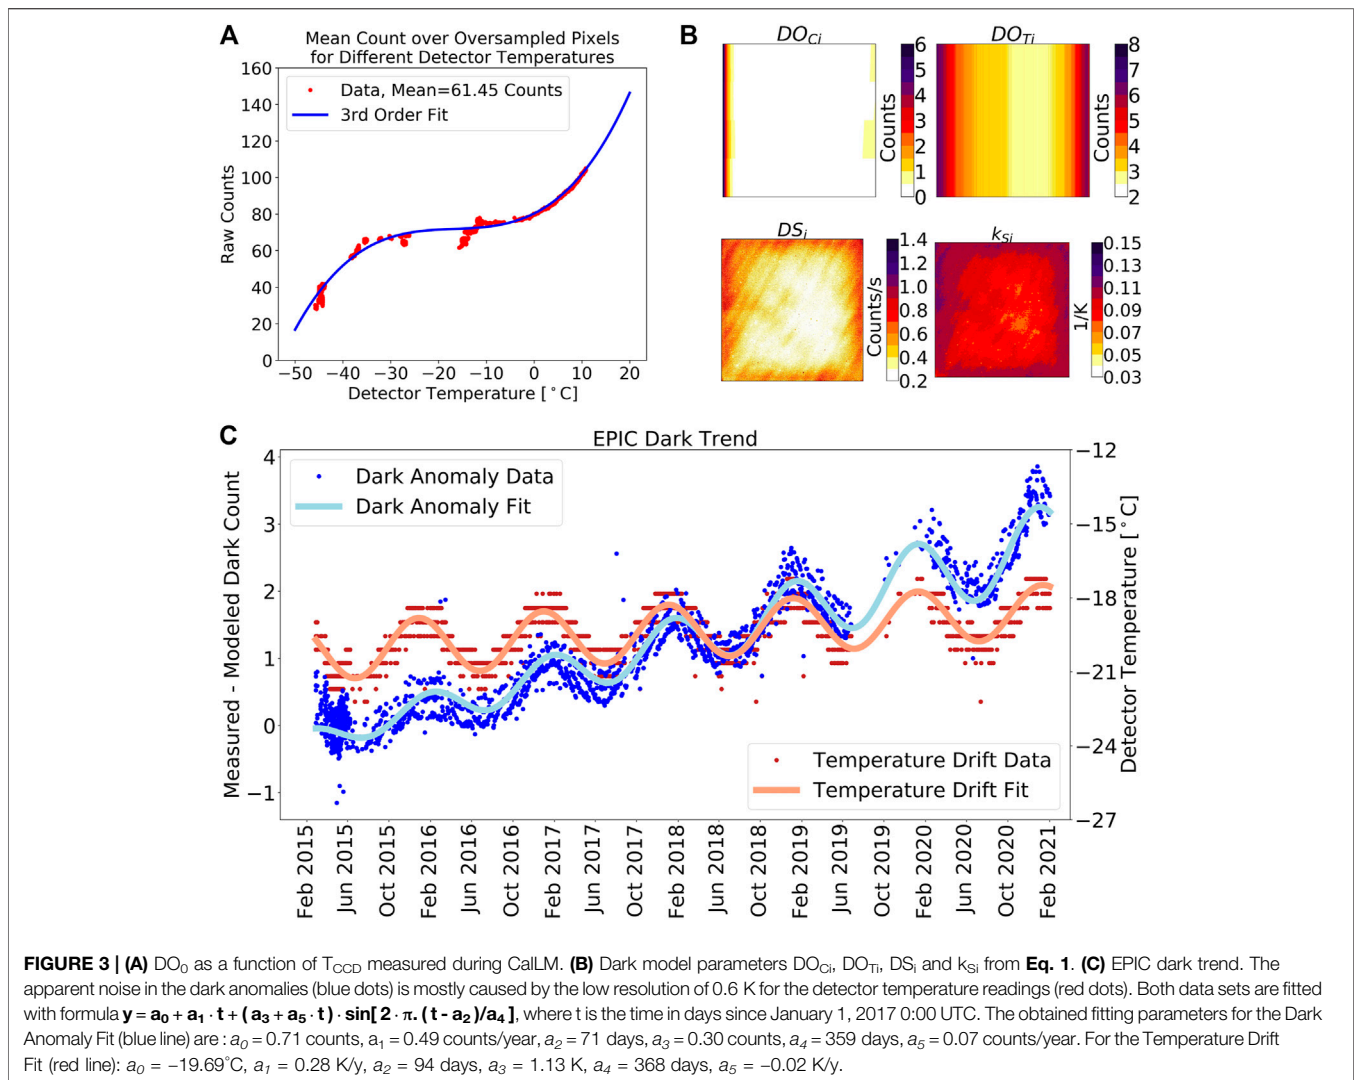 A
Mean Count over Oversampled Pixels
for Different Detector Temperatures
Data, Mean=61.45 Counts
3rd Order Fit
Raw Counts
160
140
120
100
80
60
40
20
0
−50 −40 −30 −20 −10 0 10 20
Detector Temperature [ °C]
B
DO_Ci
6
5
4
3
2
1
0
Counts
DO_Ti
8
7
6
5
4
3
2
Counts
DS_i
1.4
1.2
1.0
0.8
0.6
0.4
0.2
Counts/s
k_Si
0.15
0.13
0.11
0.09
0.07
0.05
0.03
1/K
C
EPIC Dark Trend
Dark Anomaly Data
Dark Anomaly Fit
Temperature Drift Data
Temperature Drift Fit
Measured - Modeled Dark Count
4
3
2
1
0
−1
Detector Temperature [°C]
−12
−15
−18
−21
−24
−27
Feb 2015
Jun 2015
Oct 2015
Feb 2016
Jun 2016
Oct 2016
Feb 2017
Jun 2017
Oct 2017
Feb 2018
Jun 2018
Oct 2018
Feb 2019
Jun 2019
Oct 2019
Feb 2020
Jun 2020
Oct 2020
Feb 2021
FIGURE 3 | (A) DO₀ as a function of T_CCD measured during CalLM. (B) Dark model parameters DO_Ci, DO_Ti, DS_i and k_Si from Eq. 1. (C) EPIC dark trend. The
apparent noise in the dark anomalies (blue dots) is mostly caused by the low resolution of 0.6 K for the detector temperature readings (red dots). Both data sets are fitted
with formula y = a₀ + a₁ · t + ( a₃ + a₅ · t ) · sin[ 2 · π. ( t - a₂ )/a₄ ], where t is the time in days since January 1, 2017 0:00 UTC. The obtained fitting parameters for the Dark
Anomaly Fit (blue line) are : a₀ = 0.71 counts, a₁ = 0.49 counts/year, a₂ = 71 days, a₃ = 0.30 counts, a₄ = 359 days, a₅ = 0.07 counts/year. For the Temperature Drift
Fit (red line): a₀ = −19.69°C, a₁ = 0.28 K/y, a₂ = 94 days, a₃ = 1.13 K, a₄ = 368 days, a₅ = −0.02 K/y.